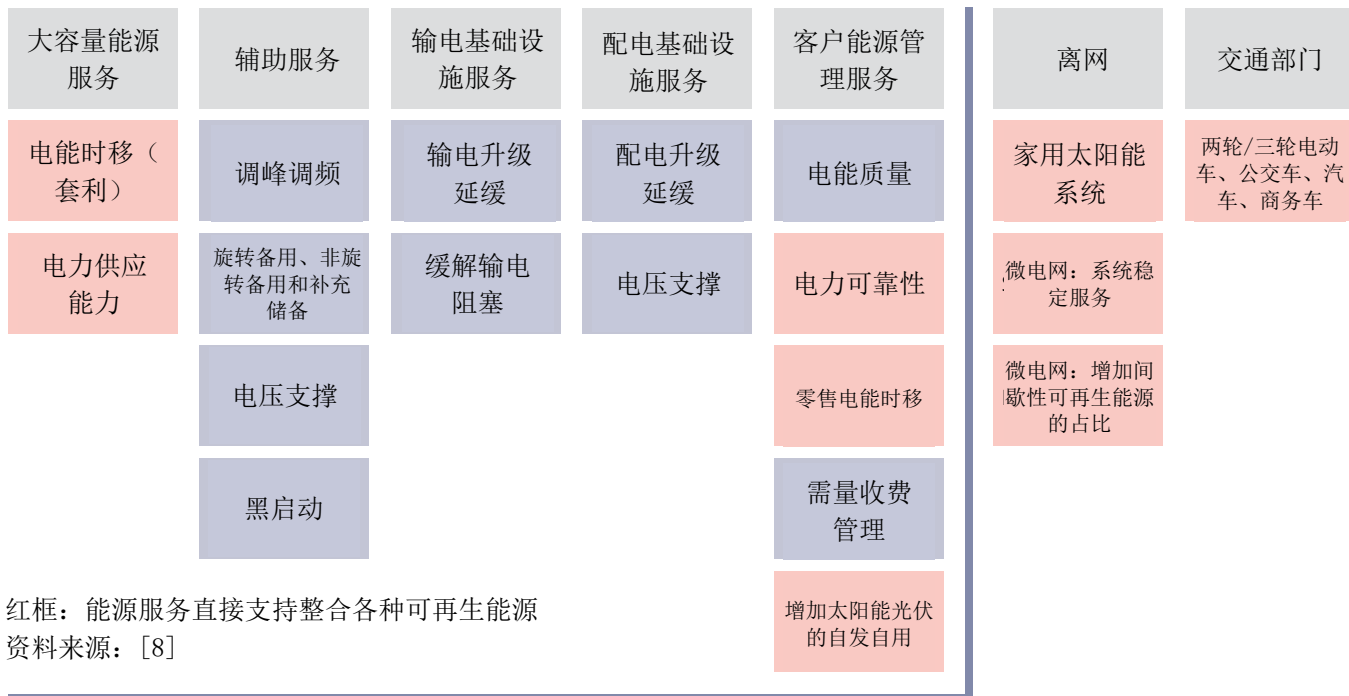 大容量能源
服务
辅助服务
输电基础设
施服务
配电基础设
施服务
客户能源管
理服务
离网
交通部门
电能时移（
套利）
调峰调频
输电升级
延缓
配电升级
延缓
电能质量
家用太阳能
系统
两轮/三轮电动
车、公交车、汽
车、商务车
电力供应
能力
旋转备用、非旋
转备用和补充
储备
缓解输电
阻塞
电压支撑
电力可靠性
微电网：系统稳
定服务
电压支撑
零售电能时移
微电网：增加间
歇性可再生能源
的占比
黑启动
需量收费
管理
增加太阳能光伏
的自发自用
红框：能源服务直接支持整合各种可再生能源
资料来源：[8]